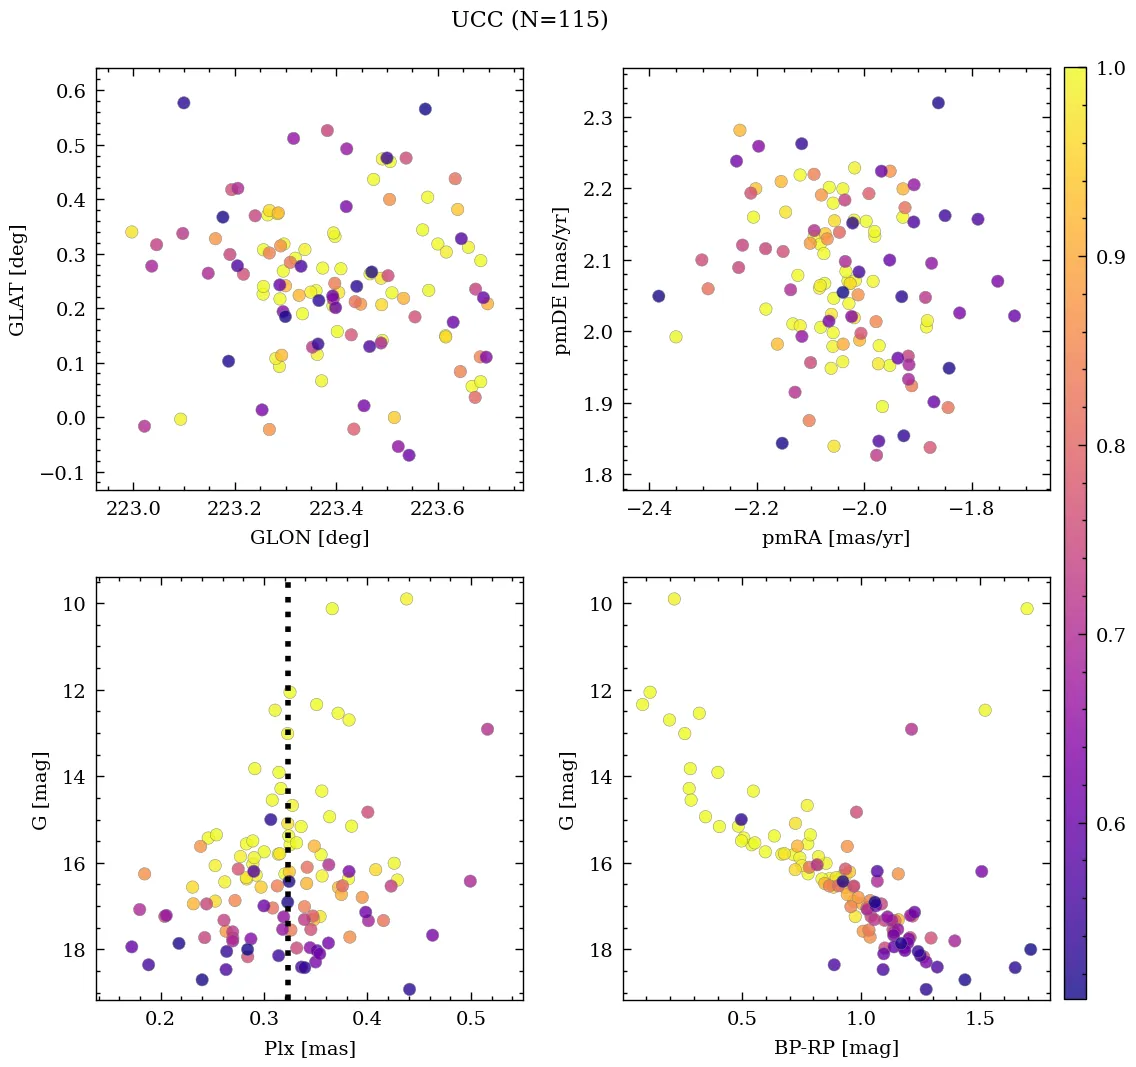 UCC (N=115)
0.6
0.5
0.4
0.3
0.2
0.1
0.0
−0.1
GLAT [deg]
223.0 223.2 223.4 223.6
GLON [deg]
2.3
2.2
2.1
2.0
1.9
1.8
pmDE [mas/yr]
−2.4 −2.2 −2.0 −1.8
pmRA [mas/yr]
1.0
0.9
0.8
0.7
0.6
10
12
14
16
18
G [mag]
0.2 0.3 0.4 0.5
Plx [mas]
10
12
14
16
18
G [mag]
0.5 1.0 1.5
BP-RP [mag]